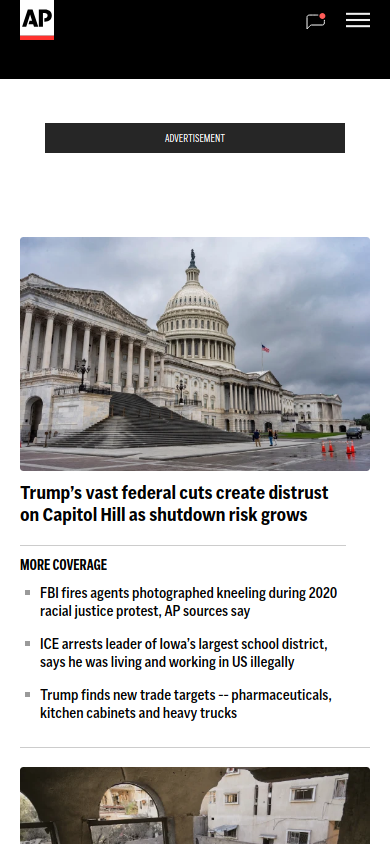 AP
ADVERTISEMENT
Trump’s vast federal cuts create distrust
on Capitol Hill as shutdown risk grows
MORE COVERAGE
FBI fires agents photographed kneeling during 2020
racial justice protest, AP sources say
ICE arrests leader of Iowa’s largest school district,
says he was living and working in US illegally
Trump finds new trade targets -- pharmaceuticals,
kitchen cabinets and heavy trucks